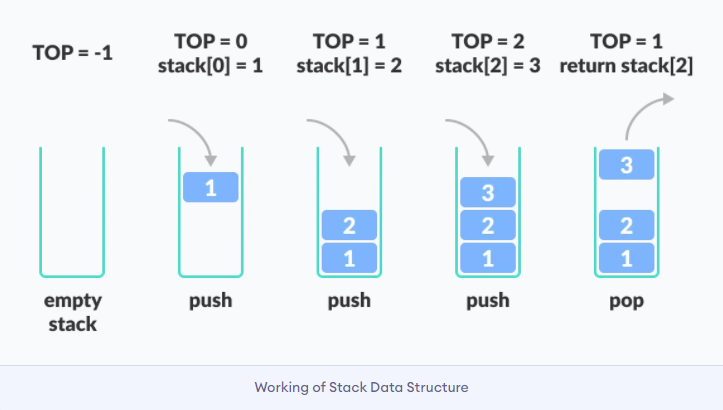 TOP = -1
TOP = 0
stack[0] = 1
TOP = 1
stack[1] = 2
TOP = 2
stack[2] = 3
TOP = 1
return stack[2]
1
2
1
3
2
1
3
2
1
empty
stack
push
push
push
pop
Working of Stack Data Structure